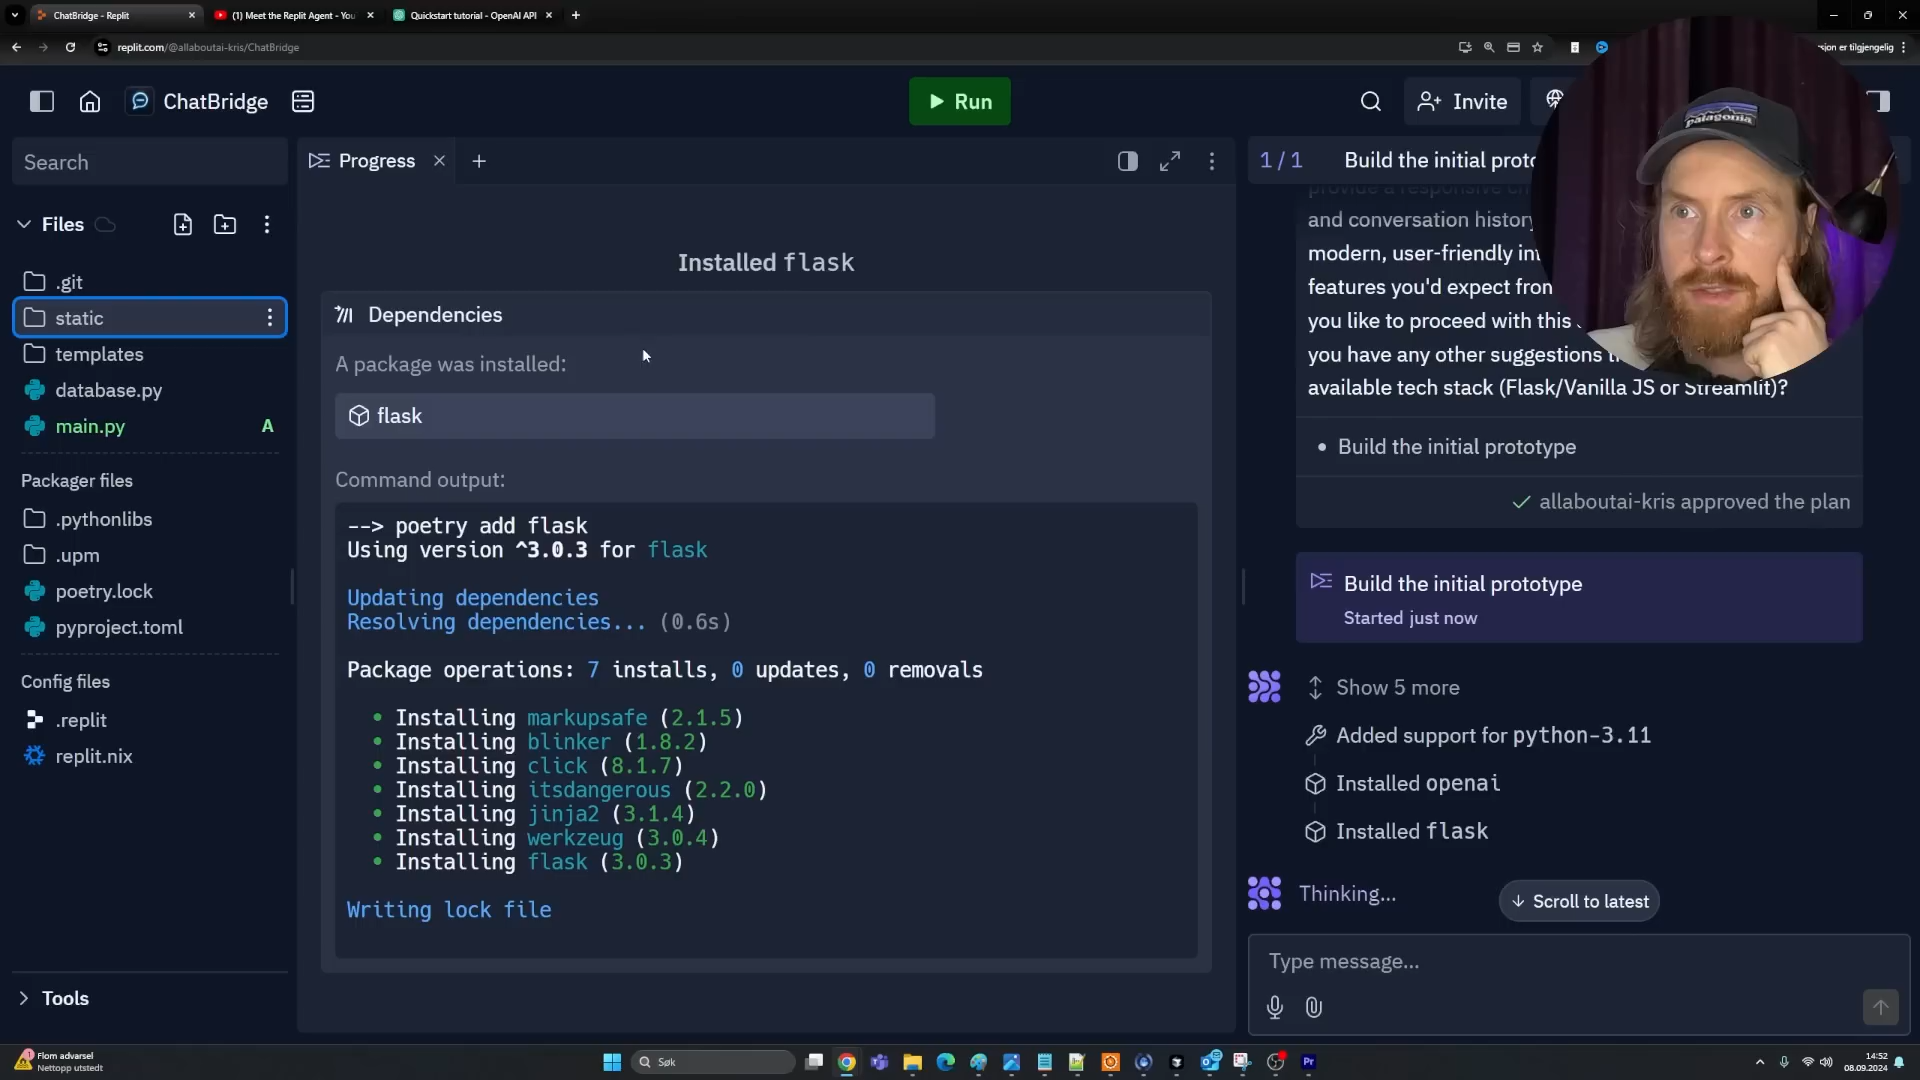 ChatBridge - Replit
(1) Meet the Replit Agent - You
Quickstart tutorial - OpenAI API
replit.com/@allaboutai-kris/ChatBridge
sjon er tilgjengelig
ChatBridge
Run
Invite
Search
Progress
1 / 1
Build the initial proto
Files
.git
static
templates
database.py
main.py
A
Packager files
.pythonlibs
.upm
poetry.lock
pyproject.toml
Config files
.replit
replit.nix
Tools
Installed flask
Dependencies
A package was installed:
flask
Command output:
--> poetry add flask
Using version ^3.0.3 for flask
Updating dependencies
Resolving dependencies... (0.6s)
Package operations: 7 installs, 0 updates, 0 removals
• Installing markupsafe (2.1.5)
• Installing blinker (1.8.2)
• Installing click (8.1.7)
• Installing itsdangerous (2.2.0)
• Installing jinja2 (3.1.4)
• Installing werkzeug (3.0.4)
• Installing flask (3.0.3)
Writing lock file
provide a responsive ch
and conversation history
modern, user-friendly int
features you'd expect from
you like to proceed with this
you have any other suggestions
available tech stack (Flask/Vanilla JS or Streamlit)?
• Build the initial prototype
allaboutai-kris approved the plan
Build the initial prototype
Started just now
Show 5 more
Added support for python-3.11
Installed openai
Installed flask
Thinking...
Scroll to latest
Type message...
patagonia
Flom advarsel
Nettopp utstedt
Søk
14:52
08.09.2024